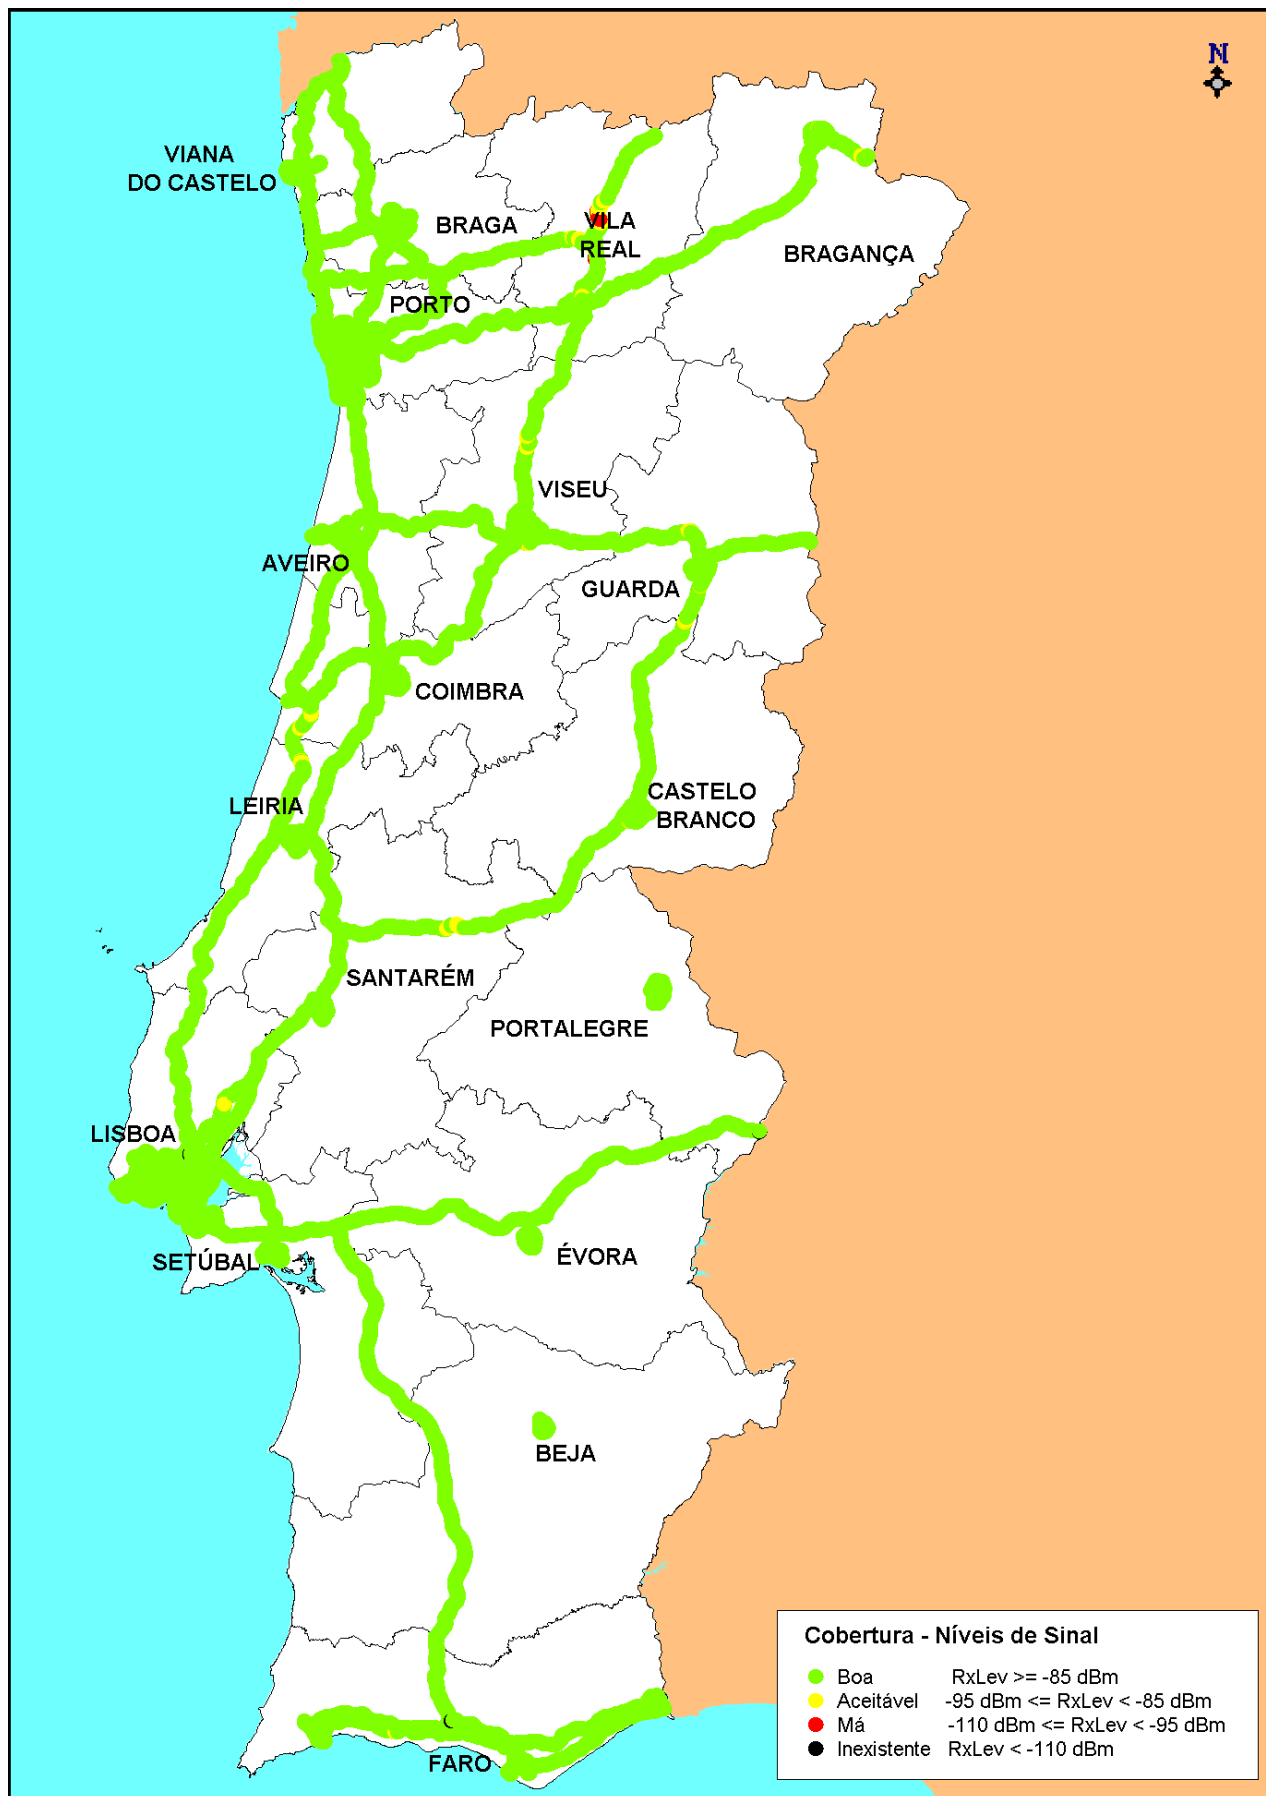 N
VIANA
DO CASTELO
BRAGA
VILA
REAL
BRAGANÇA
PORTO
VISEU
AVEIRO
GUARDA
COIMBRA
LEIRIA
CASTELO
BRANCO
SANTARÉM
PORTALEGRE
LISBOA
SETÚBAL
ÉVORA
BEJA
FARO
Cobertura - Níveis de Sinal
Boa RxLev >= -85 dBm
Aceitável -95 dBm <= RxLev < -85 dBm
Má -110 dBm <= RxLev < -95 dBm
Inexistente RxLev < -110 dBm